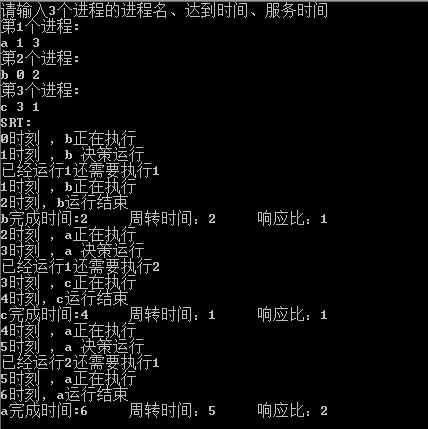 请输入3个进程的进程名、达到时间、服务时间
第1个进程:
a 1 3
第2个进程:
b 0 2
第3个进程:
c 3 1
SRT:
0时刻 , b正在执行
1时刻 , b 决策运行
已经运行1还需要执行1
1时刻 , b正在执行
2时刻, b运行结束
b完成时间:2 周转时间: 2 响应比: 1
2时刻 , a正在执行
3时刻 , a 决策运行
已经运行1还需要执行2
3时刻 , c正在执行
4时刻, c运行结束
c完成时间:4 周转时间: 1 响应比: 1
4时刻 , a正在执行
5时刻 , a 决策运行
已经运行2还需要执行1
5时刻 , a正在执行
6时刻, a运行结束
a完成时间:6 周转时间: 5 响应比: 2